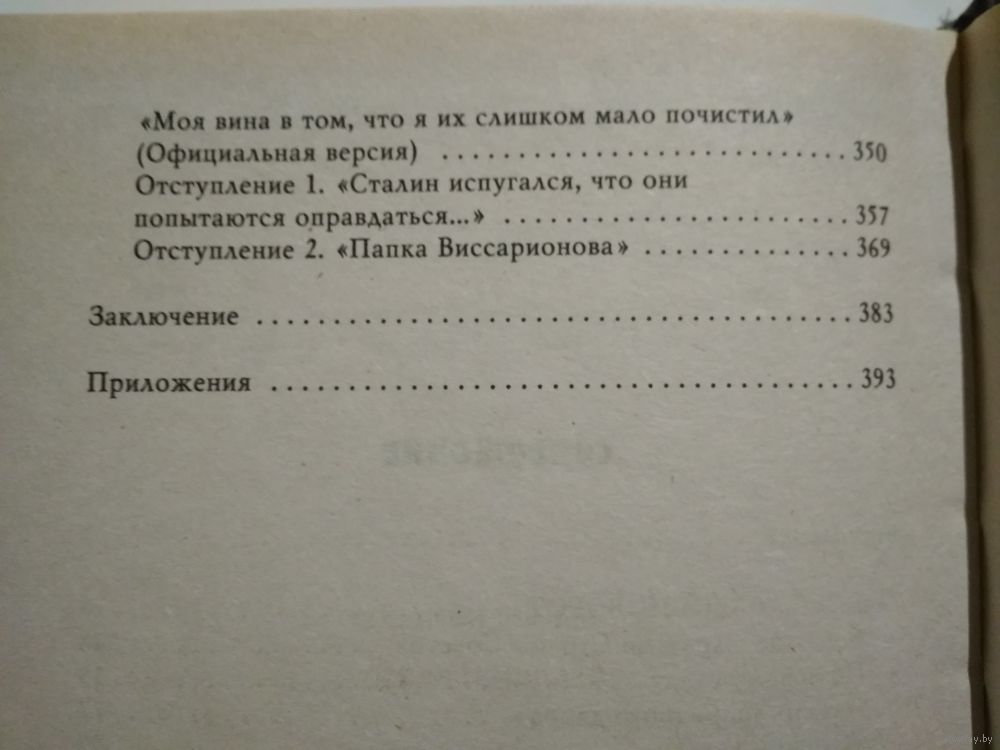 «Моя вина в том, что я их слишком мало почистил»
(Официальная версия) ........................... 350
Отступление 1. «Сталин испугался, что они
попытаются оправдаться...» ....................... 357
Отступление 2. «Папка Виссарионова» .............. 369
Заключение ........................................ 383
Приложения ....................................... 393